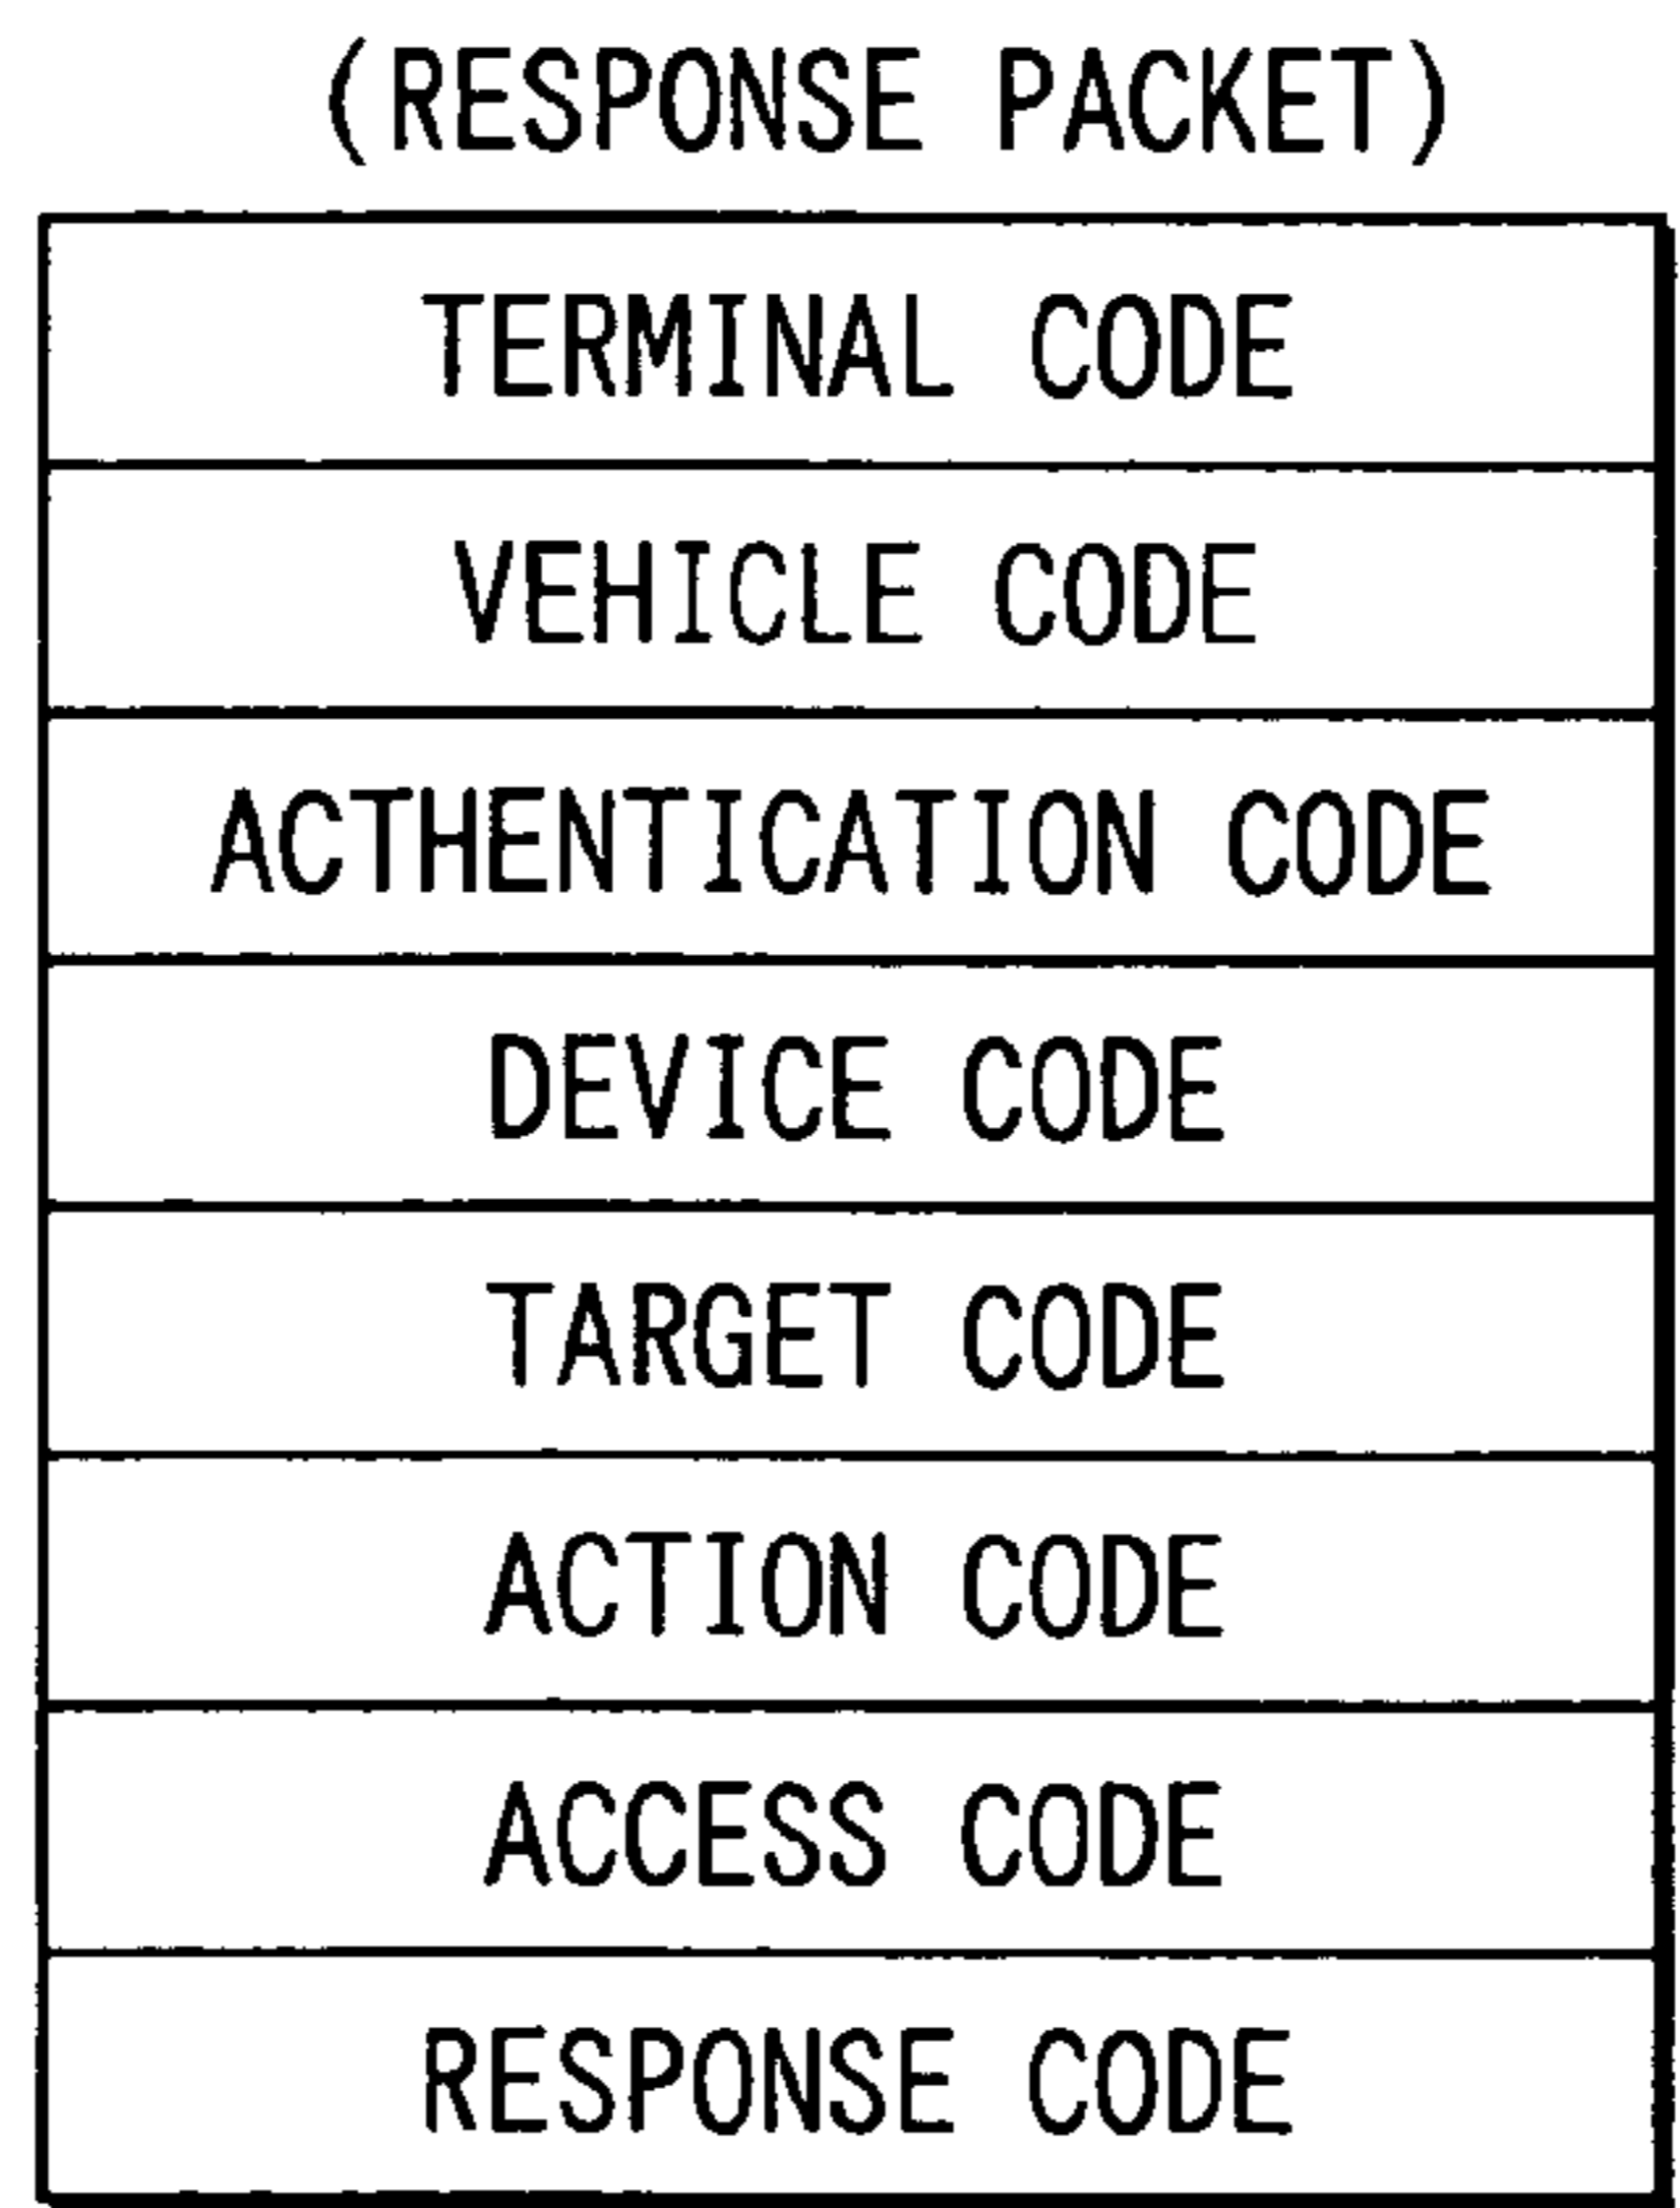 (RESPONSE PACKET)
TERMINAL CODE
VEHICLE CODE
ACTHENTICATION CODE
DEVICE CODE
TARGET CODE
ACTION CODE
ACCESS CODE
RESPONSE CODE